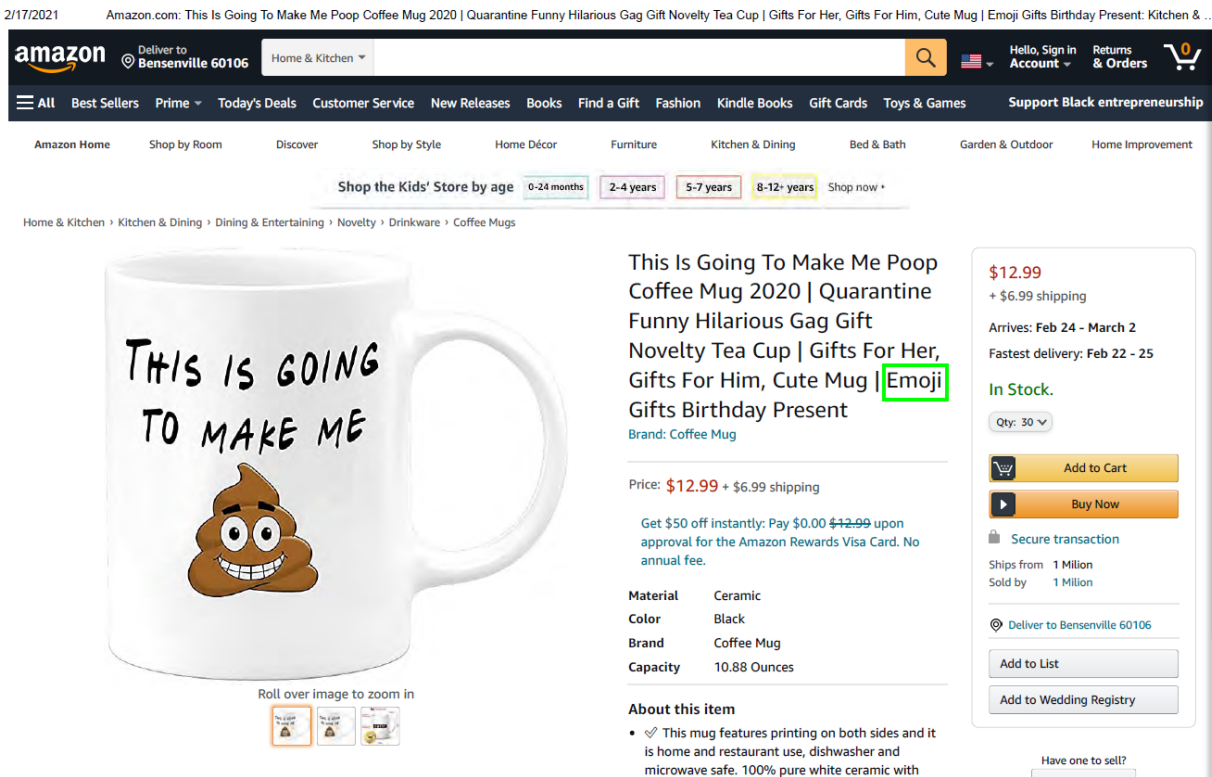 2/17/2021 Amazon.com: This Is Going To Make Me Poop Coffee Mug 2020 | Quarantine Funny Hilarious Gag Gift Novelty Tea Cup | Gifts For Her, Gifts For Him, Cute Mug | Emoji Gifts Birthday Present: Kitchen & …
amazon
Deliver to
Bensenville 60106
Home & Kitchen
Hello, Sign in
Account
Returns
& Orders
0
All Best Sellers Prime Today's Deals Customer Service New Releases Books Find a Gift Fashion Kindle Books Gift Cards Toys & Games Support Black entrepreneurship
Amazon Home Shop by Room Discover Shop by Style Home Décor Furniture Kitchen & Dining Bed & Bath Garden & Outdoor Home Improvement
Shop the Kids' Store by age 0-24 months 2-4 years 5-7 years 8-12+ years Shop now
Home & Kitchen › Kitchen & Dining › Dining & Entertaining › Novelty › Drinkware › Coffee Mugs
THIS IS GOING
TO MAKE ME
Roll over image to zoom in
This Is Going To Make Me Poop
Coffee Mug 2020 | Quarantine
Funny Hilarious Gag Gift
Novelty Tea Cup | Gifts For Her,
Gifts For Him, Cute Mug | Emoji
Gifts Birthday Present
Brand: Coffee Mug
Price: $12.99 + $6.99 shipping
Get $50 off instantly: Pay $0.00 $12.99 upon
approval for the Amazon Rewards Visa Card. No
annual fee.
Material Ceramic
Color Black
Brand Coffee Mug
Capacity 10.88 Ounces
About this item
• ✅ This mug features printing on both sides and it
is home and restaurant use, dishwasher and
microwave safe. 100% pure white ceramic with
$12.99
+ $6.99 shipping
Arrives: Feb 24 - March 2
Fastest delivery: Feb 22 - 25
In Stock.
Qty: 30
Add to Cart
Buy Now
Secure transaction
Ships from 1 Milion
Sold by 1 Milion
Deliver to Bensenville 60106
Add to List
Add to Wedding Registry
Have one to sell?